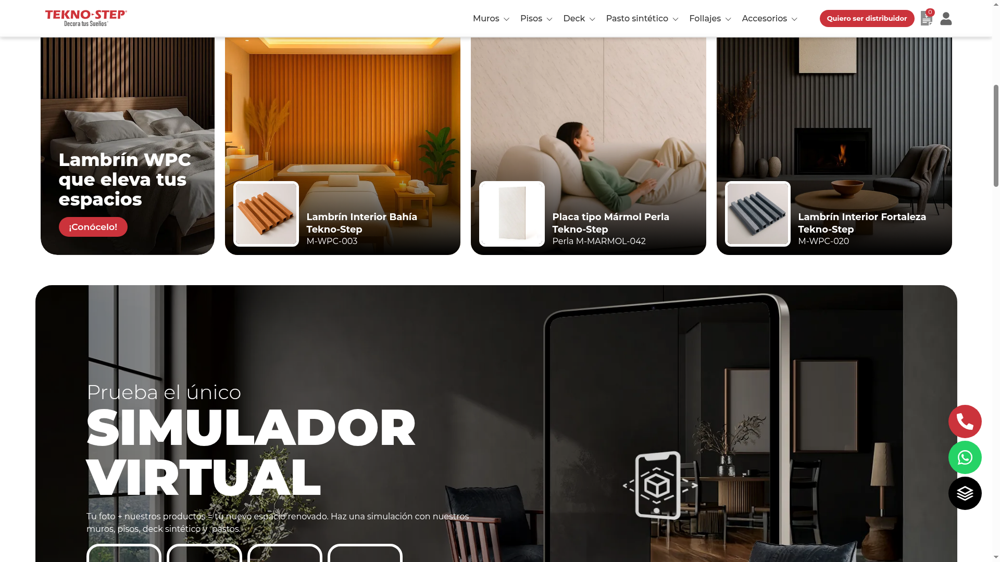 TEKNO-STEP®
Decora tus Sueños
Muros
Pisos
Deck
Pasto sintético
Follajes
Accesorios
Quiero ser distribuidor
0
Lambrín WPC
que eleva tus
espacios
¡Conócelo!
Lambrín Interior Bahía
Tekno-Step
M-WPC-003
Placa tipo Mármol Perla
Tekno-Step
Perla M-MARMOL-042
Lambrín Interior Fortaleza
Tekno-Step
M-WPC-020
Prueba el único
SIMULADOR
VIRTUAL
Tu foto + nuestros productos = tu nuevo espacio renovado. Haz una simulación con nuestros
muros, pisos, deck sintético y  pastos.